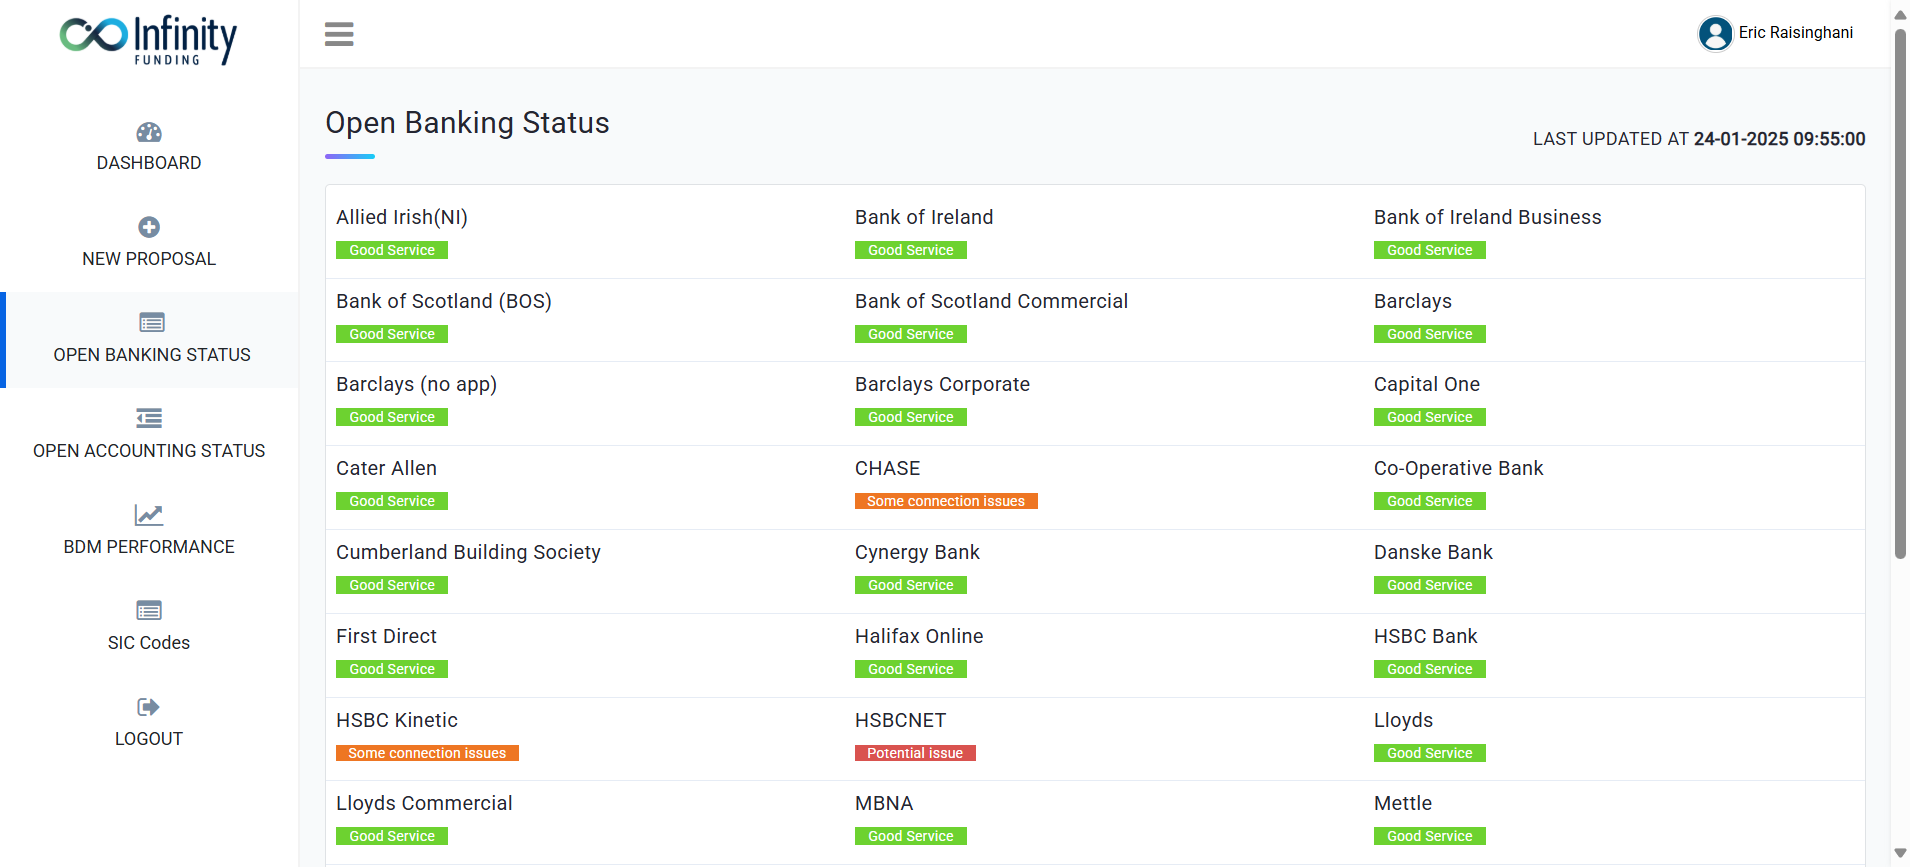 Infinity
FUNDING
Eric Raisinghani
DASHBOARD
NEW PROPOSAL
OPEN BANKING STATUS
OPEN ACCOUNTING STATUS
BDM PERFORMANCE
SIC Codes
LOGOUT
Open Banking Status
LAST UPDATED AT 24-01-2025 09:55:00
Allied Irish(NI)
Good Service
Bank of Ireland
Good Service
Bank of Ireland Business
Good Service
Bank of Scotland (BOS)
Good Service
Bank of Scotland Commercial
Good Service
Barclays
Good Service
Barclays (no app)
Good Service
Barclays Corporate
Good Service
Capital One
Good Service
Cater Allen
Good Service
CHASE
Some connection issues
Co-Operative Bank
Good Service
Cumberland Building Society
Good Service
Cynergy Bank
Good Service
Danske Bank
Good Service
First Direct
Good Service
Halifax Online
Good Service
HSBC Bank
Good Service
HSBC Kinetic
Some connection issues
HSBCNET
Potential issue
Lloyds
Good Service
Lloyds Commercial
Good Service
MBNA
Good Service
Mettle
Good Service